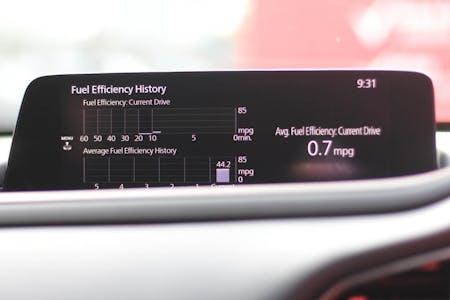 Fuel Efficiency History
9:31
Fuel Efficiency: Current Drive
85
mpg
MENU
60 50 40 30 20 10 5 0min.
Avg. Fuel Efficiency: Current Drive
0.7 mpg
Average Fuel Efficiency History
85
44.2
mpg
0
5 4 3 2 1